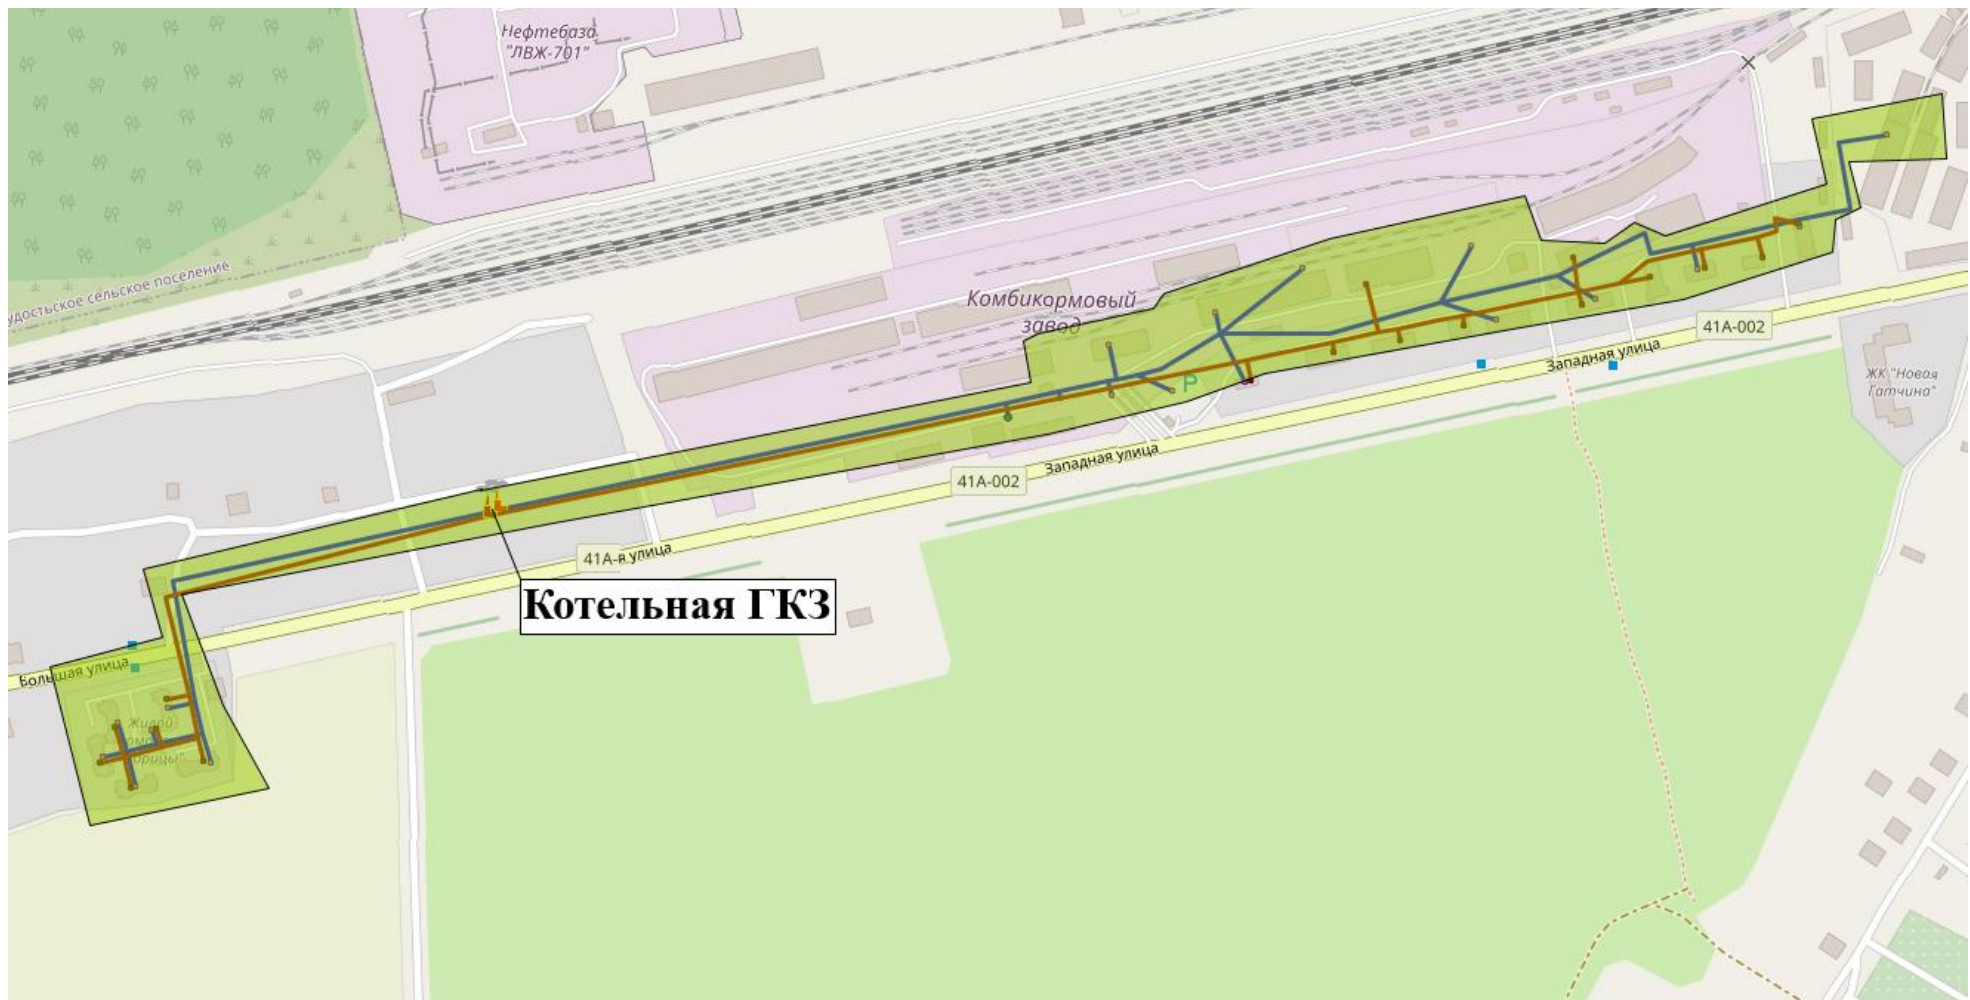 Нефтебаза
"ЛВЖ-701"
удостьское сельское поселение
Комбикормовый
завод
41А-002
Западная улица
ЖК "Новая
Гатчина"
P
Западная улица
41А-002
41А-я улица
Котельная ГКЗ
Большая улица
Жилой